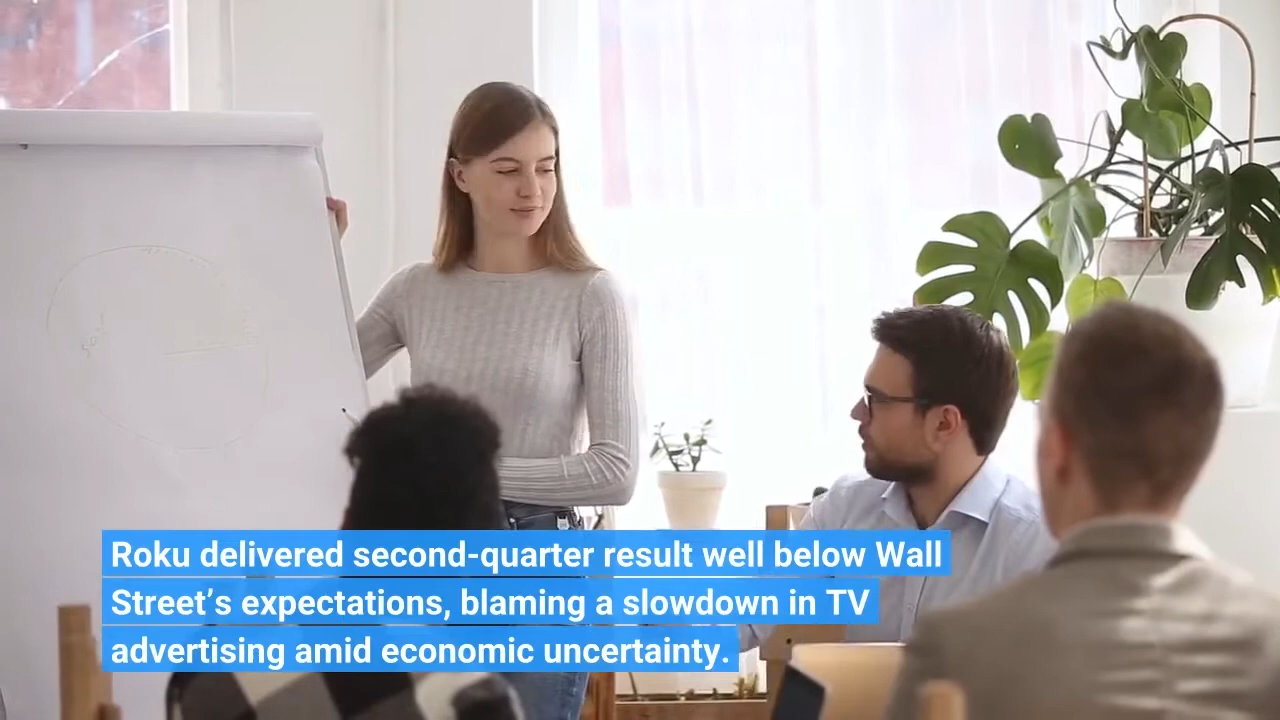 Roku delivered second-quarter result well below Wall
Street’s expectations, blaming a slowdown in TV
advertising amid economic uncertainty.